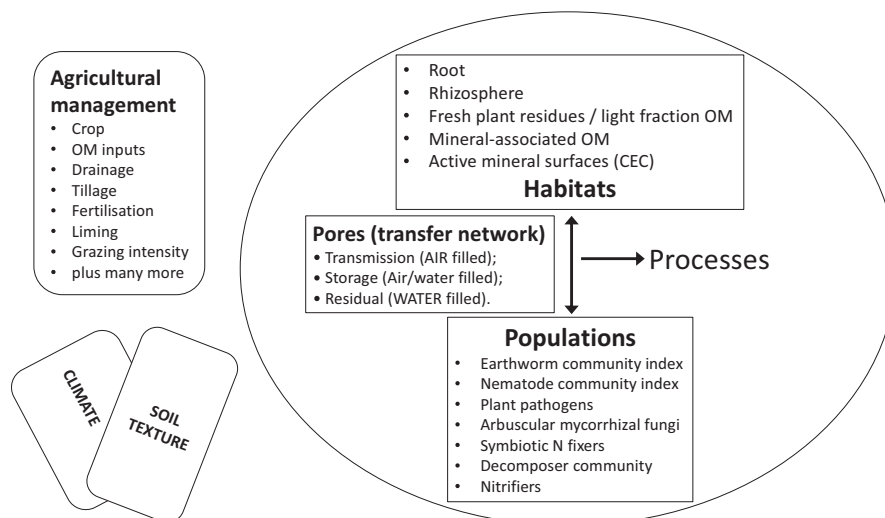 Agricultural
management
• Crop
• OM inputs
• Drainage
• Tillage
• Fertilisation
• Liming
• Grazing intensity
• plus many more
CLIMATE
SOIL
TEXTURE
• Root
• Rhizosphere
• Fresh plant residues / light fraction OM
• Mineral-associated OM
• Active mineral surfaces (CEC)
Habitats
Pores (transfer network)
• Transmission (AIR filled);
• Storage (Air/water filled);
• Residual (WATER filled).
Processes
Populations
• Earthworm community index
• Nematode community index
• Plant pathogens
• Arbuscular mycorrhizal fungi
• Symbiotic N fixers
• Decomposer community
• Nitrifiers